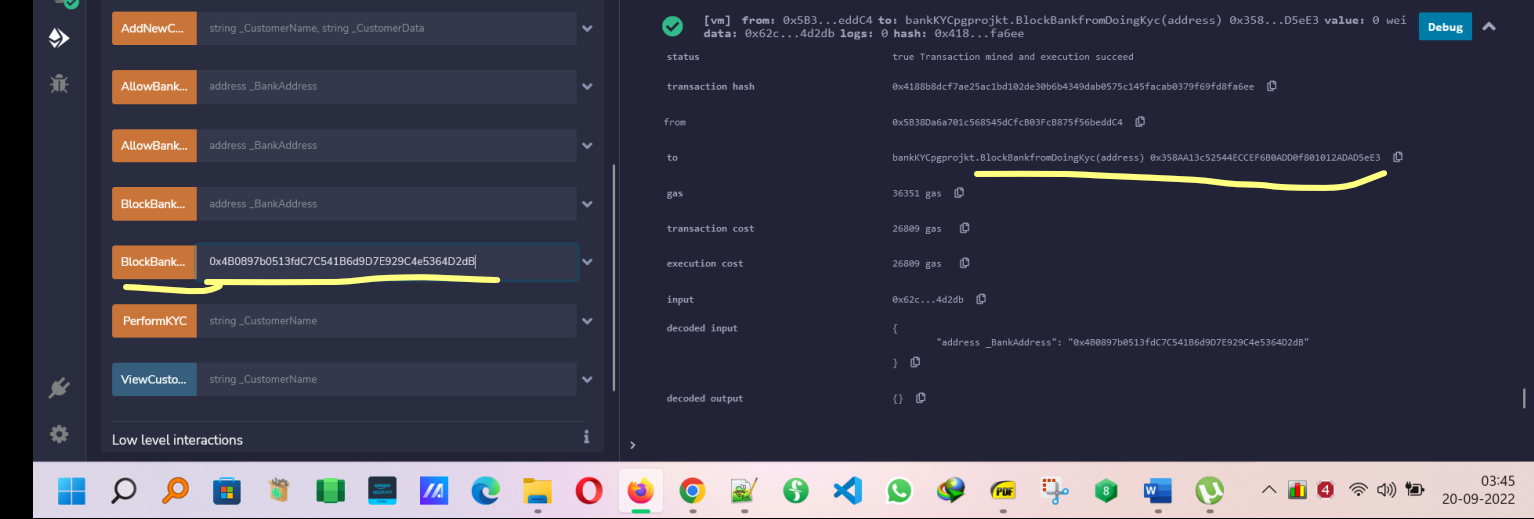 AddNewC... string _CustomerName, string _CustomerData
AllowBank... address _BankAddress
AllowBank... address _BankAddress
BlockBank... address _BankAddress
BlockBank... 0x4B0897b0513fdC7C541B6d9D7E929C4e5364D2dB
PerformKYC string _CustomerName
ViewCusto... string _CustomerName
Low level interactions i
[vm] from: 0x5B3...eddC4 to: bankKYCpgprojkt.BlockBankfromDoingKyc(address) 0x358...D5eE3 value: 0 wei
data: 0x62c...4d2db logs: 0 hash: 0x418...fa6ee
Debug
status true Transaction mined and execution succeed
transaction hash 0x4188b8dcf7ae25ac1bd102de30b6b4349dab0575c145facab0379f69fd8fa6ee
from 0x5B38Da6a701c568545dCfcB03FcB875f56beddC4
to bankKYCpgprojkt.BlockBankfromDoingKyc(address) 0x358AA13c52544ECCEF6B0ADD0f801012ADAD5eE3
gas 36351 gas
transaction cost 26809 gas
execution cost 26809 gas
input 0x62c...4d2db
decoded input {
"address _BankAddress": "0x4B0897b0513fdC7C541B6d9D7E929C4e5364D2dB"
}
decoded output {}
>
PDF
8
W
4
03:45
20-09-2022